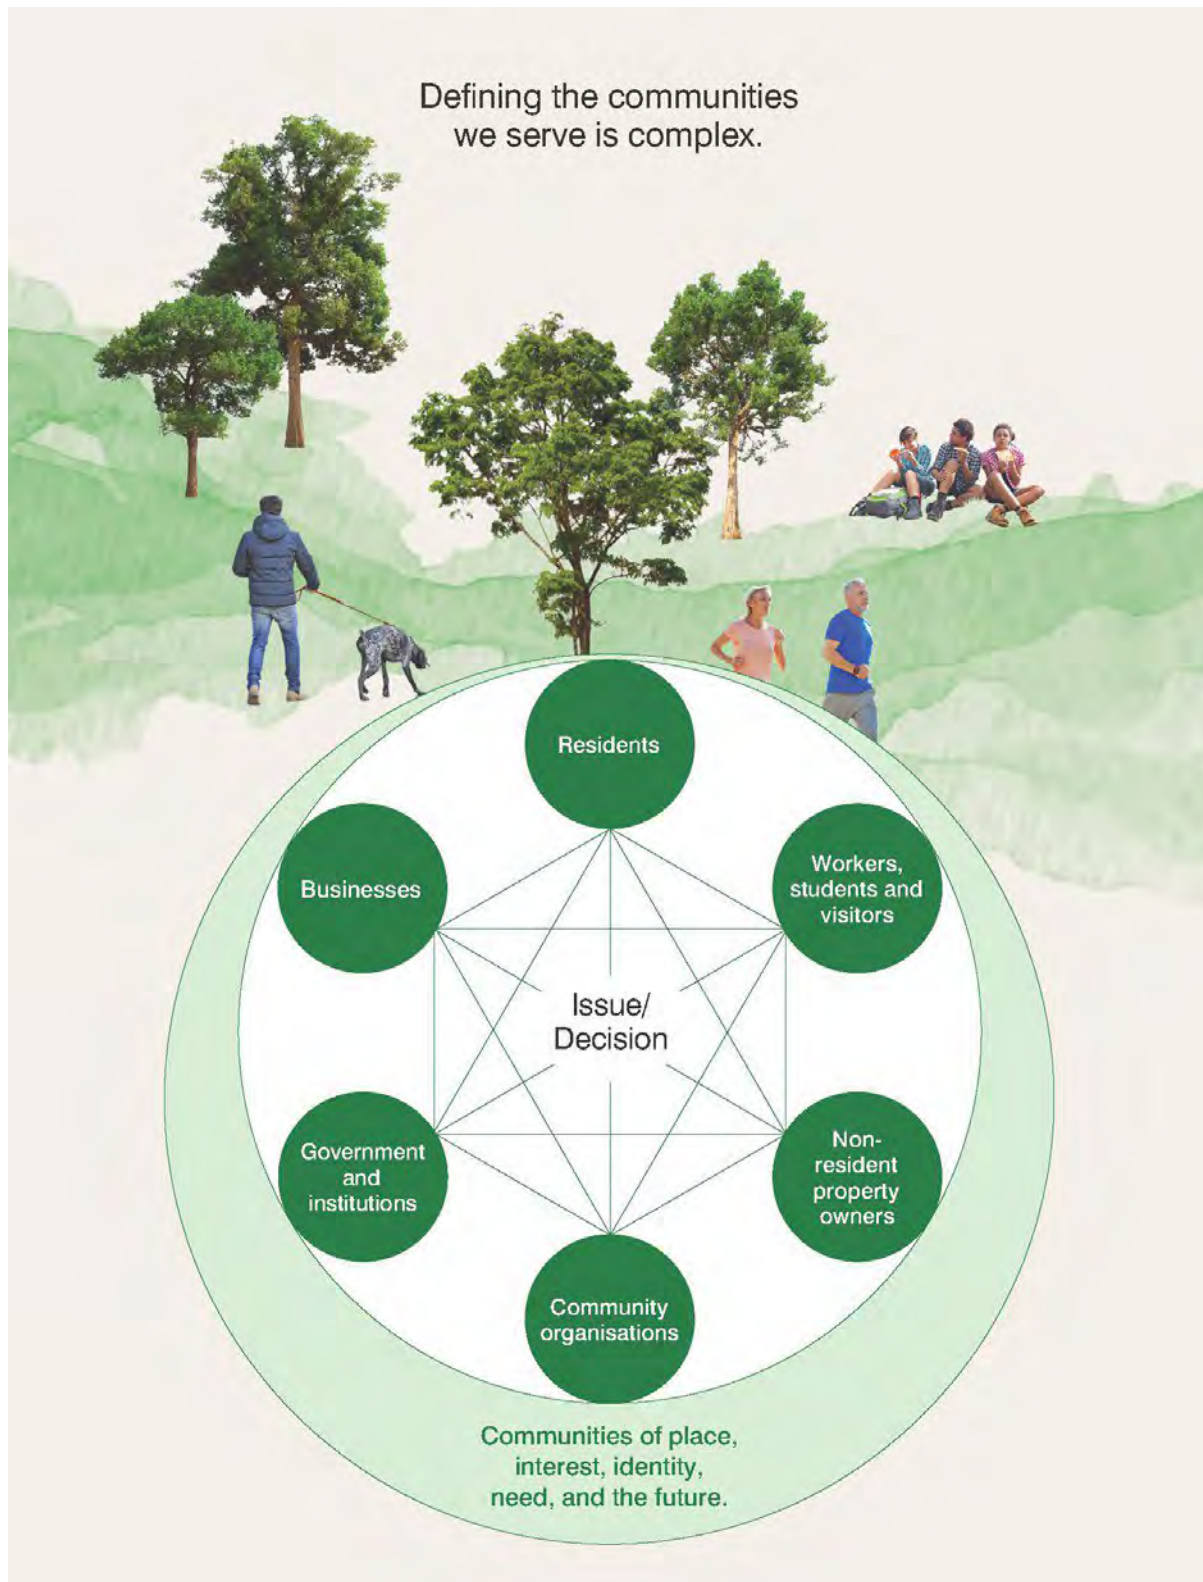 Defining the communities
we serve is complex.
Residents
Businesses
Workers,
students and
visitors
Issue/
Decision
Government
and
institutions
Non-
resident
property
owners
Community
organisations
Communities of place,
interest, identity,
need, and the future.